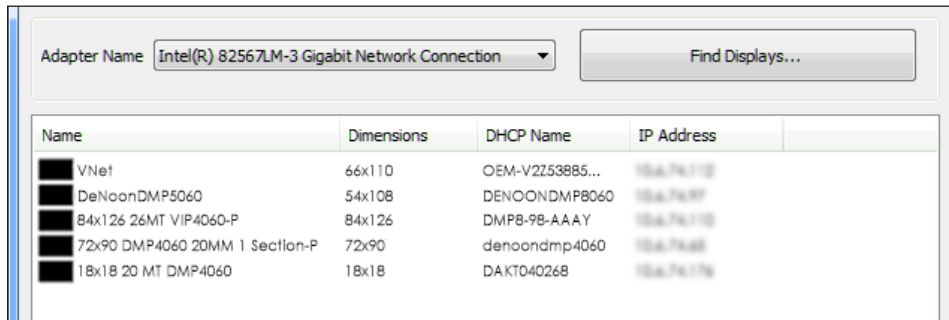 Adapter Name Intel(R) 82567LM-3 Gigabit Network Connection Find Displays...
Name Dimensions DHCP Name IP Address
VNet 66x110 OEM-V2Z53885...
DeNoonDMP5060 54x108 DENOONDMP8060
84x126 26MT VIP4060-P 84x126 DMP8-98-AAAY
72x90 DMP4060 20MM 1 Section-P 72x90 denoondmp4060
18x18 20 MT DMP4060 18x18 DAKT040268